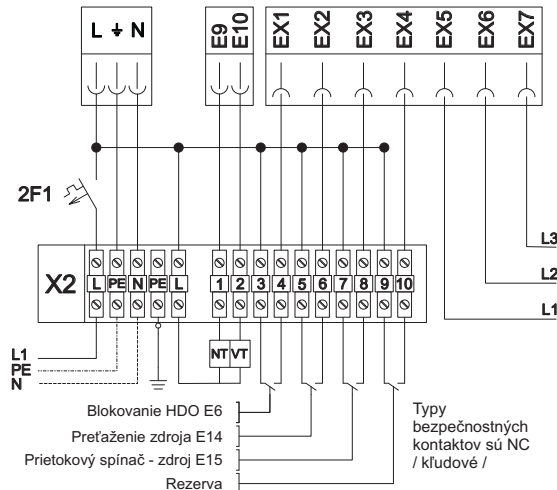 L ⏚ N
E9
E10
EX1
EX2
EX3
EX4
EX5
EX6
EX7
2F1
L3
L2
L1
X2
L PE N PE L 1 2 3 4 5 6 7 8 9 10
NT VT
L1
PE
N
Blokovanie HDO E6
Preťaženie zdroja E14
Prietokový spínač - zdroj E15
Rezerva
Typy
bezpečnostných
kontaktov sú NC
/ kľudové /